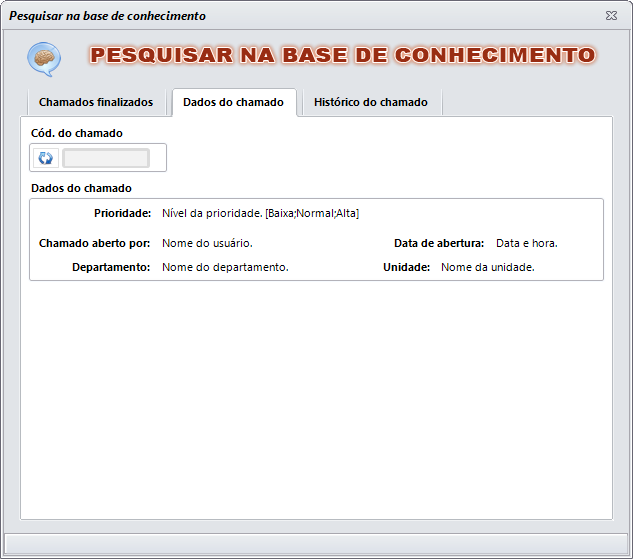 Pesquisar na base de conhecimento
PESQUISAR NA BASE DE CONHECIMENTO
Chamados finalizados Dados do chamado Histórico do chamado
Cód. do chamado
Dados do chamado
Prioridade: Nível da prioridade. [Baixa;Normal;Alta]
Chamado aberto por: Nome do usuário. Data de abertura: Data e hora.
Departamento: Nome do departamento. Unidade: Nome da unidade.